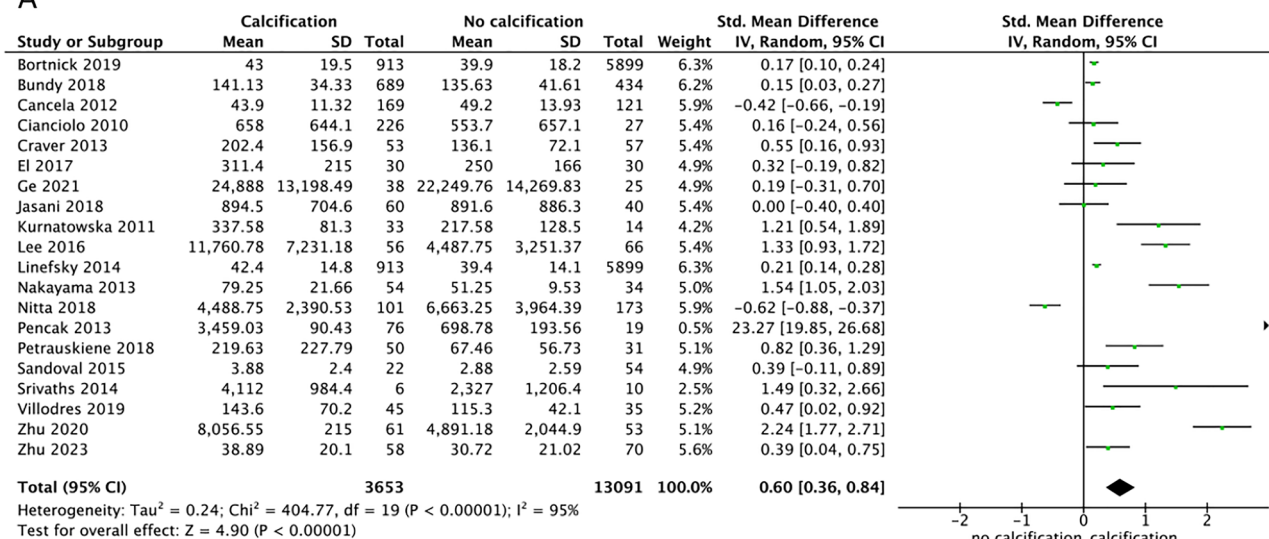 A
Calcification No calcification Std. Mean Difference Std. Mean Difference
Study or Subgroup Mean SD Total Mean SD Total Weight IV, Random, 95% CI IV, Random, 95% CI
Bortnick 2019 43 19.5 913 39.9 18.2 5899 6.3% 0.17 [0.10, 0.24]
Bundy 2018 141.13 34.33 689 135.63 41.61 434 6.2% 0.15 [0.03, 0.27]
Cancela 2012 43.9 11.32 169 49.2 13.93 121 5.9% −0.42 [−0.66, −0.19]
Cianciolo 2010 658 644.1 226 553.7 657.1 27 5.4% 0.16 [−0.24, 0.56]
Craver 2013 202.4 156.9 53 136.1 72.1 57 5.4% 0.55 [0.16, 0.93]
El 2017 311.4 215 30 250 166 30 4.9% 0.32 [−0.19, 0.82]
Ge 2021 24,888 13,198.49 38 22,249.76 14,269.83 25 4.9% 0.19 [−0.31, 0.70]
Jasani 2018 894.5 704.6 60 891.6 886.3 40 5.4% 0.00 [−0.40, 0.40]
Kurnatowska 2011 337.58 81.3 33 217.58 128.5 14 4.2% 1.21 [0.54, 1.89]
Lee 2016 11,760.78 7,231.18 56 4,487.75 3,251.37 66 5.4% 1.33 [0.93, 1.72]
Linefsky 2014 42.4 14.8 913 39.4 14.1 5899 6.3% 0.21 [0.14, 0.28]
Nakayama 2013 79.25 21.66 54 51.25 9.53 34 5.0% 1.54 [1.05, 2.03]
Nitta 2018 4,488.75 2,390.53 101 6,663.25 3,964.39 173 5.9% −0.62 [−0.88, −0.37]
Pencak 2013 3,459.03 90.43 76 698.78 193.56 19 0.5% 23.27 [19.85, 26.68]
Petrauskiene 2018 219.63 227.79 50 67.46 56.73 31 5.1% 0.82 [0.36, 1.29]
Sandoval 2015 3.88 2.4 22 2.88 2.59 54 4.9% 0.39 [−0.11, 0.89]
Srivaths 2014 4,112 984.4 6 2,327 1,206.4 10 2.5% 1.49 [0.32, 2.66]
Villodres 2019 143.6 70.2 45 115.3 42.1 35 5.2% 0.47 [0.02, 0.92]
Zhu 2020 8,056.55 215 61 4,891.18 2,044.9 53 5.1% 2.24 [1.77, 2.71]
Zhu 2023 38.89 20.1 58 30.72 21.02 70 5.6% 0.39 [0.04, 0.75]
Total (95% CI) 3653 13091 100.0% 0.60 [0.36, 0.84]
Heterogeneity: Tau² = 0.24; Chi² = 404.77, df = 19 (P < 0.00001); I² = 95%
Test for overall effect: Z = 4.90 (P < 0.00001)
−2 −1 0 1 2
no calcification calcification